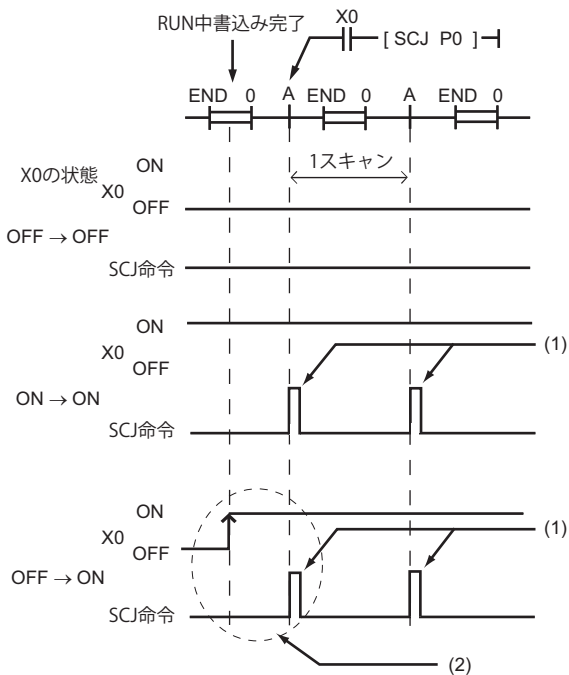 RUN中書込み完了
X0
[ SCJ P0 ]
END 0 A END 0 A END 0
X0の状態
ON
1スキャン
X0
OFF
OFF → OFF
SCJ命令
ON
(1)
X0
OFF
ON → ON
SCJ命令
ON
(1)
X0
OFF
OFF → ON
SCJ命令
(2)